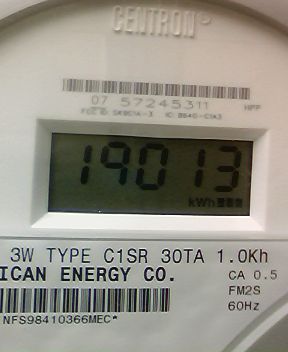 CENTRON
07 57245311 HPP
19013
kWh
3W TYPE C1SR 30TA 1.0Kh
ICAN ENERGY CO. CA 0.5
FM2S
60Hz
NFS98410366MEC*